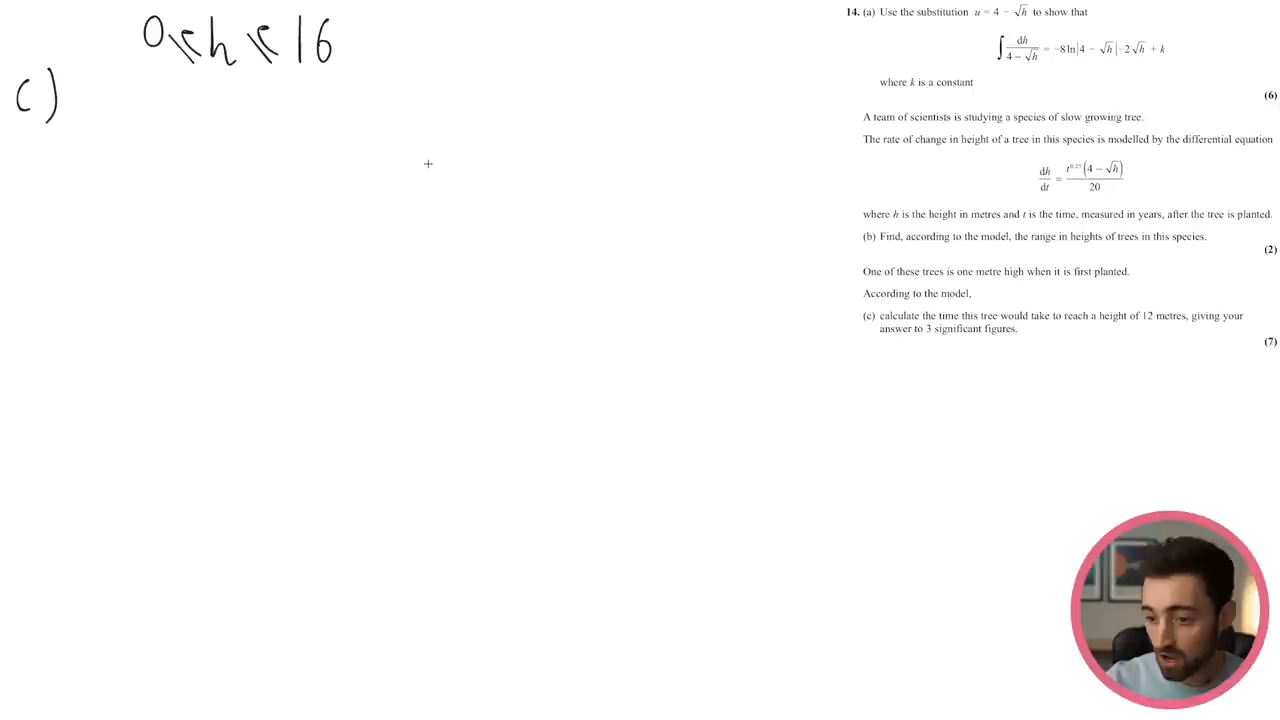 0 ⩽ h ⩽ 16
c)
14. (a) Use the substitution u = 4 − √h to show that
∫ dh/(4 − √h) = −8 ln|4 − √h| −2√h + k
where k is a constant
(6)
A team of scientists is studying a species of slow growing tree.
The rate of change in height of a tree in this species is modelled by the differential equation
dh/dt = t^0.25(4 − √h)/20
where h is the height in metres and t is the time, measured in years, after the tree is planted.
(b) Find, according to the model, the range in heights of trees in this species.
(2)
One of these trees is one metre high when it is first planted.
According to the model,
(c) calculate the time this tree would take to reach a height of 12 metres, giving your
answer to 3 significant figures.
(7)